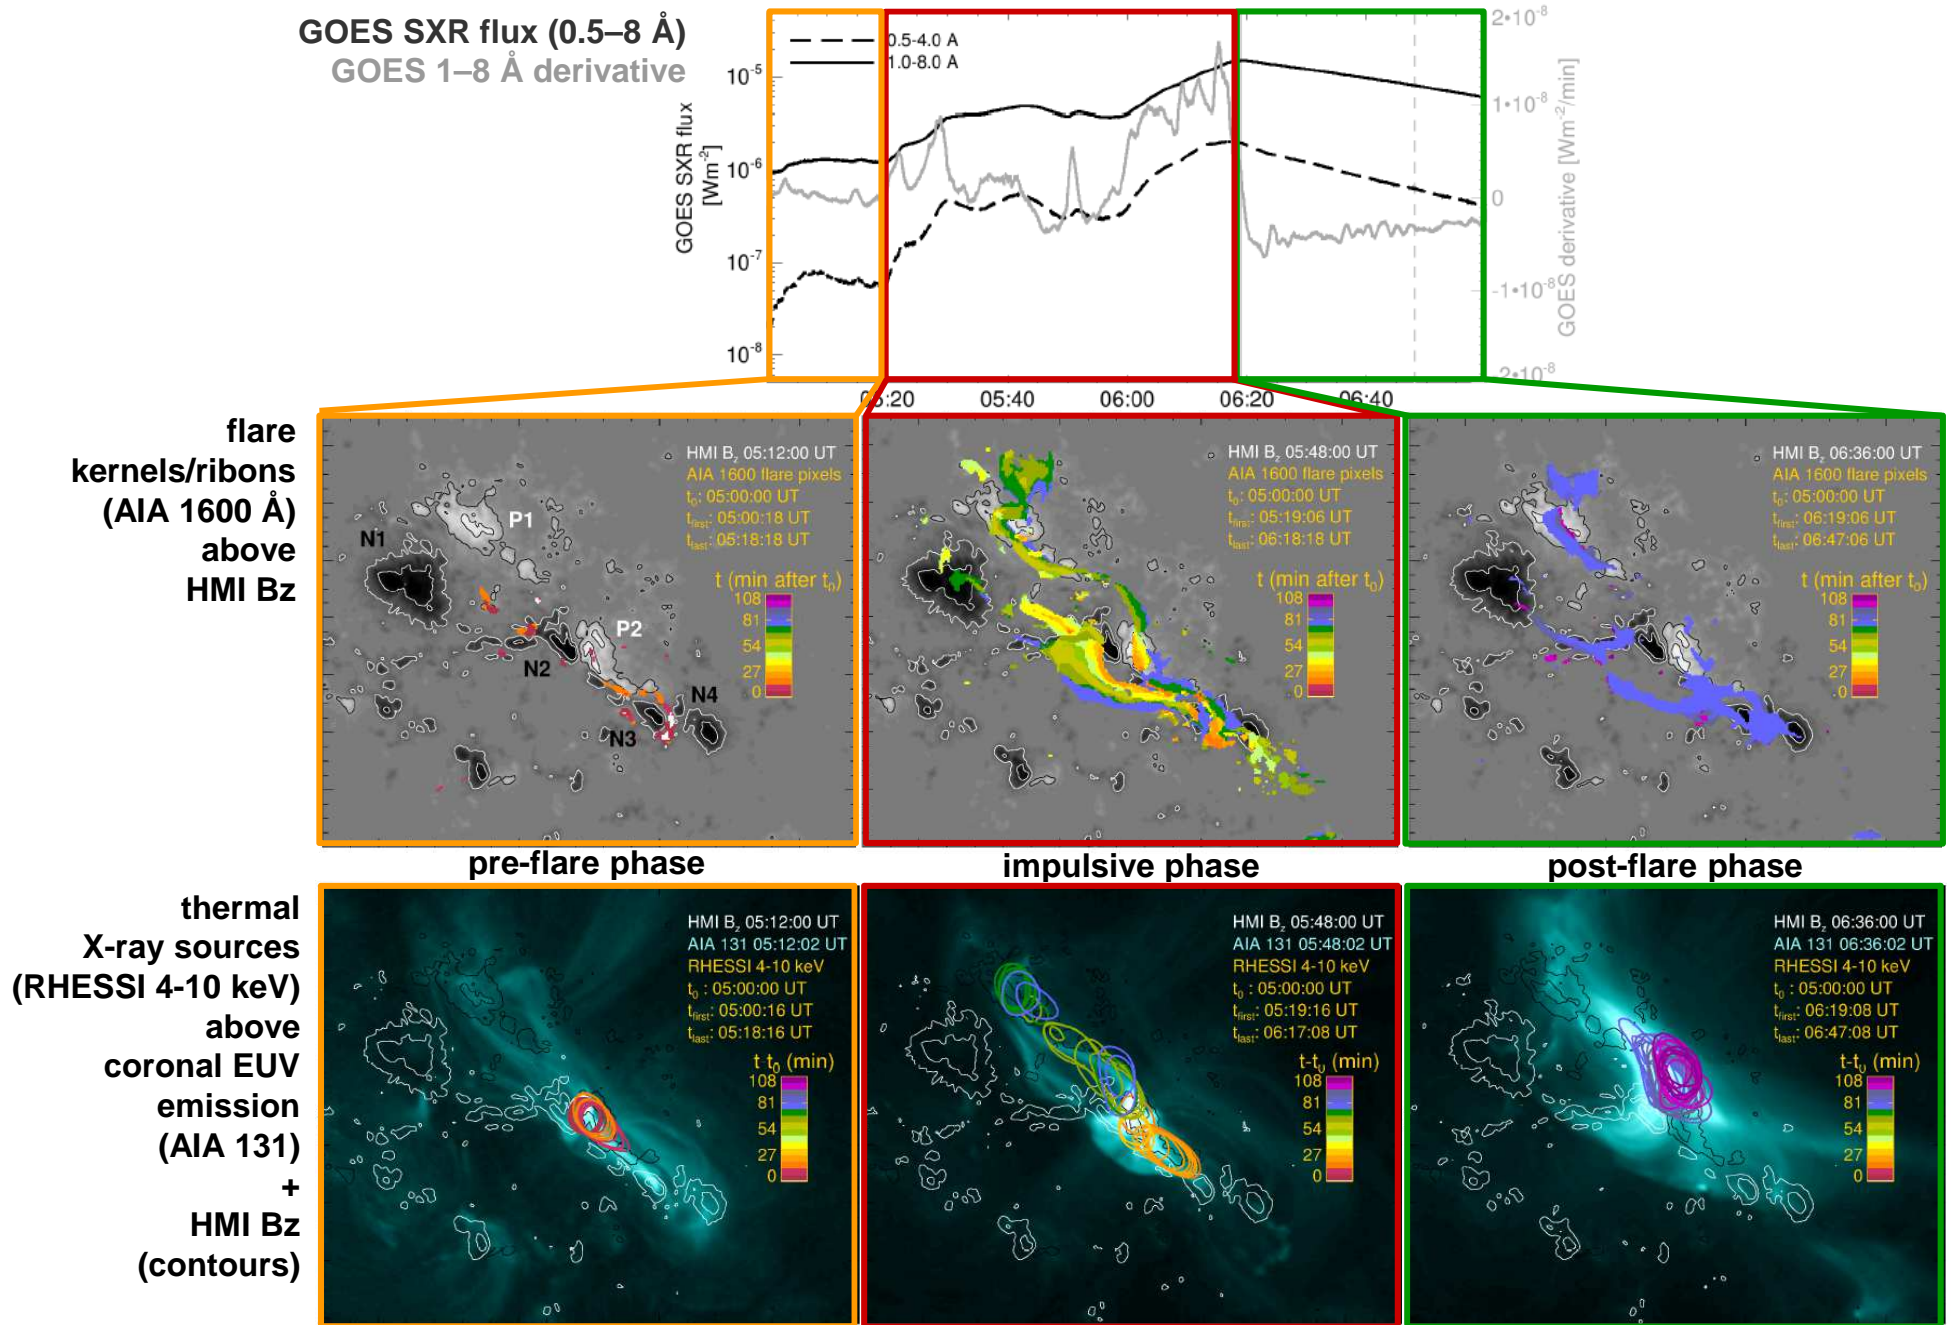 GOES SXR flux (0.5–8 Å)
GOES 1–8 Å derivative
0.5-4.0 A
1.0-8.0 A
GOES SXR flux
[Wm-2]
10-5
10-6
10-7
10-8
2•10-8
1•10-8
0
-1•10-8
2•10-8
GOES derivative [Wm-2/min]
05:20 05:40 06:00 06:20 06:40
flare
kernels/ribons
(AIA 1600 Å)
above
HMI Bz
HMI Bz 05:12:00 UT
AIA 1600 flare pixels
t0: 05:00:00 UT
tfirst: 05:00:18 UT
tlast: 05:18:18 UT
t (min after t0)
108
81
54
27
0
N1
P1
N2
P2
N3
N4
HMI Bz 05:48:00 UT
AIA 1600 flare pixels
t0: 05:00:00 UT
tfirst: 05:19:06 UT
tlast: 06:18:18 UT
t (min after t0)
108
81
54
27
0
HMI Bz 06:36:00 UT
AIA 1600 flare pixels
t0: 05:00:00 UT
tfirst: 06:19:06 UT
tlast: 06:47:06 UT
t (min after t0)
108
81
54
27
0
pre-flare phase
impulsive phase
post-flare phase
thermal
X-ray sources
(RHESSI 4-10 keV)
above
coronal EUV
emission
(AIA 131)
+
HMI Bz
(contours)
HMI Bz 05:12:00 UT
AIA 131 05:12:02 UT
RHESSI 4-10 keV
t0 : 05:00:00 UT
tfirst: 05:00:16 UT
tlast: 05:18:16 UT
t t0 (min)
108
81
54
27
0
HMI Bz 05:48:00 UT
AIA 131 05:48:02 UT
RHESSI 4-10 keV
t0 : 05:00:00 UT
tfirst: 05:19:16 UT
tlast: 06:17:08 UT
t-t0 (min)
108
81
54
27
0
HMI Bz 06:36:00 UT
AIA 131 06:36:02 UT
RHESSI 4-10 keV
t0 : 05:00:00 UT
tfirst: 06:19:08 UT
tlast: 06:47:08 UT
t-t0 (min)
108
81
54
27
0